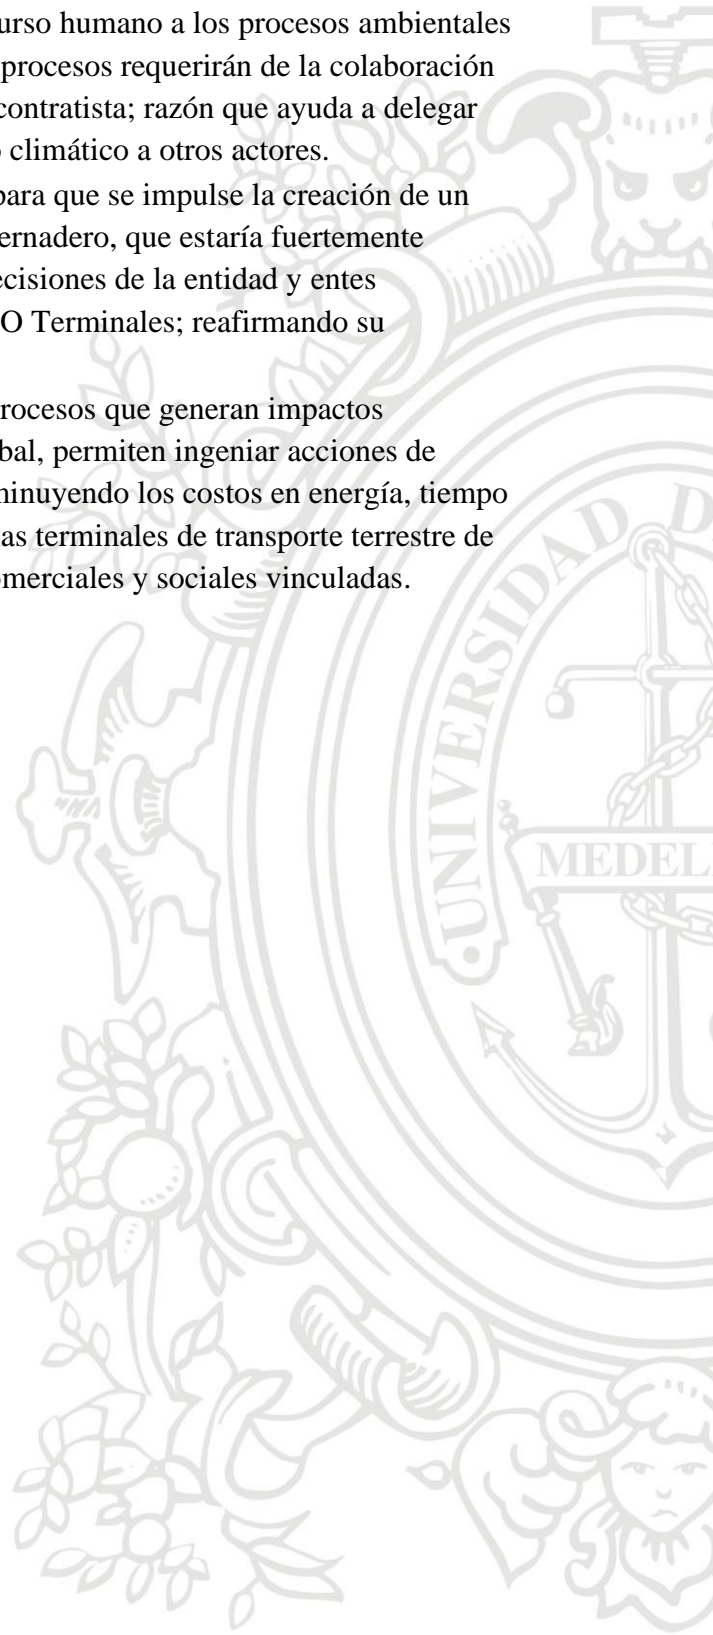 urso humano a los procesos ambientales
procesos requerirán de la colaboración
contratista; razón que ayuda a delegar
o climático a otros actores.
para que se impulse la creación de un
ernadero, que estaría fuertemente
ecisiones de la entidad y entes
O Terminales; reafirmando su
rocesos que generan impactos
bal, permiten ingeniar acciones de
minuyendo los costos en energía, tiempo
as terminales de transporte terrestre de
omerciales y sociales vinculadas.
UNIVERSIDAD D
MEDEL